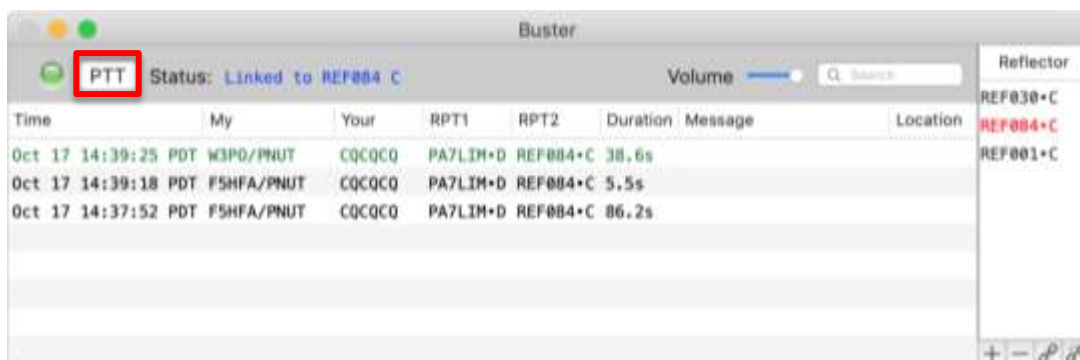 Buster
PTT Status: Linked to REF084 C Volume Search Reflector
Time My Your RPT1 RPT2 Duration Message Location
REF030•C
REF084•C
REF001•C
Oct 17 14:39:25 PDT W3PO/PNUT CQCQCQ PA7LIM•D REF084•C 38.6s
Oct 17 14:39:18 PDT F5HFA/PNUT CQCQCQ PA7LIM•D REF084•C 5.5s
Oct 17 14:37:52 PDT F5HFA/PNUT CQCQCQ PA7LIM•D REF084•C 86.2s